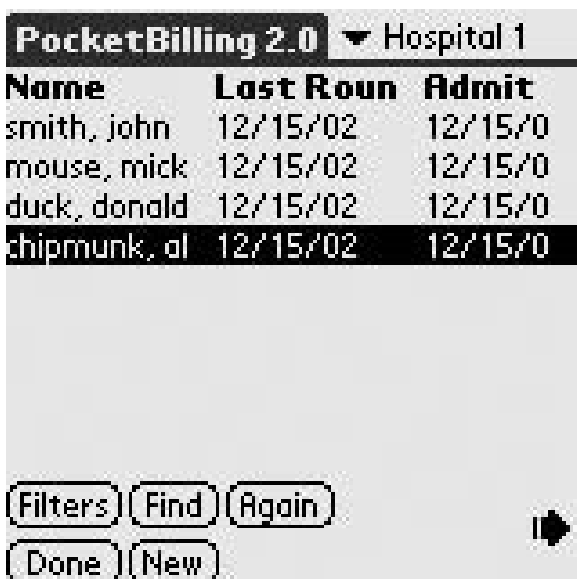 PocketBilling 2.0 Hospital 1
Name Last Roun Admit
smith, john 12/15/02 12/15/0
mouse, mick 12/15/02 12/15/0
duck, donald 12/15/02 12/15/0
chipmunk, al 12/15/02 12/15/0
Filters Find Again
Done New